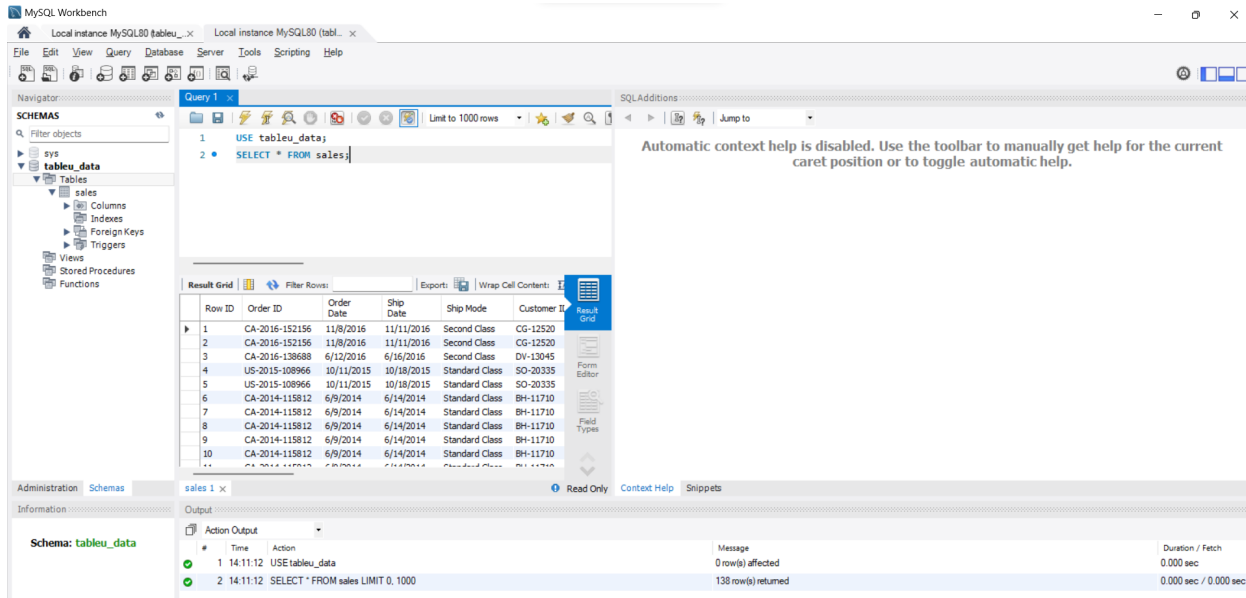 MySQL Workbench
Local instance MySQL80 (tableu_...
Local instance MySQL80 (tabl...
File Edit View Query Database Server Tools Scripting Help
Navigator
SCHEMAS
Filter objects
sys
tableu_data
Tables
sales
Columns
Indexes
Foreign Keys
Triggers
Views
Stored Procedures
Functions
Administration Schemas
Information
Schema: tableu_data
Query 1
Limit to 1000 rows
1 USE tableu_data;
2 SELECT * FROM sales;
Result Grid Filter Rows: Export: Wrap Cell Content:
Row ID Order ID Order Date Ship Date Ship Mode Customer
1 CA-2016-152156 11/8/2016 11/11/2016 Second Class CG-12520
2 CA-2016-152156 11/8/2016 11/11/2016 Second Class CG-12520
3 CA-2016-138688 6/12/2016 6/16/2016 Second Class DV-13045
4 US-2015-108966 10/11/2015 10/18/2015 Standard Class SO-20335
5 US-2015-108966 10/11/2015 10/18/2015 Standard Class SO-20335
6 CA-2014-115812 6/9/2014 6/14/2014 Standard Class BH-11710
7 CA-2014-115812 6/9/2014 6/14/2014 Standard Class BH-11710
8 CA-2014-115812 6/9/2014 6/14/2014 Standard Class BH-11710
9 CA-2014-115812 6/9/2014 6/14/2014 Standard Class BH-11710
10 CA-2014-115812 6/9/2014 6/14/2014 Standard Class BH-11710
Result Grid
Form Editor
Field Types
sales 1
Read Only
SQLAdditions
Jump to
Automatic context help is disabled. Use the toolbar to manually get help for the current
caret position or to toggle automatic help.
Context Help Snippets
Output
Action Output
# Time Action Message Duration / Fetch
1 14:11:12 USE tableu_data 0 row(s) affected 0.000 sec
2 14:11:12 SELECT * FROM sales LIMIT 0, 1000 138 row(s) returned 0.000 sec / 0.000 sec